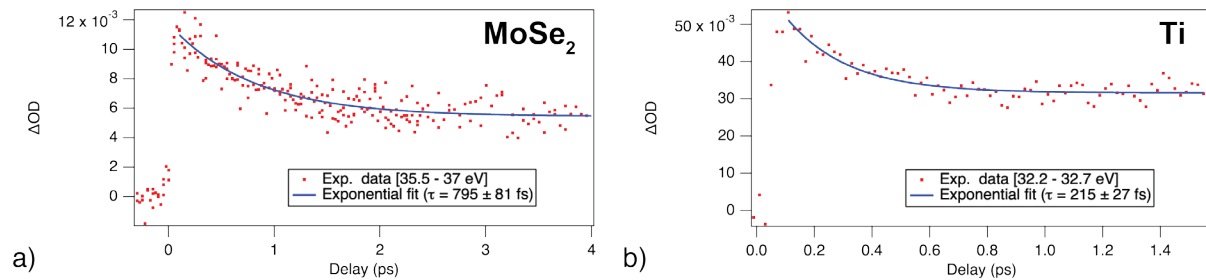 MoSe₂
12 x 10⁻³
10
8
6
4
2
0
ΔOD
Exp. data [35.5 - 37 eV]
Exponential fit (τ = 795 ± 81 fs)
0 1 2 3 4
Delay (ps)
a)
Ti
50 x 10⁻³
40
30
20
10
0
ΔOD
Exp. data [32.2 - 32.7 eV]
Exponential fit (τ = 215 ± 27 fs)
0.0 0.2 0.4 0.6 0.8 1.0 1.2 1.4
Delay (ps)
b)